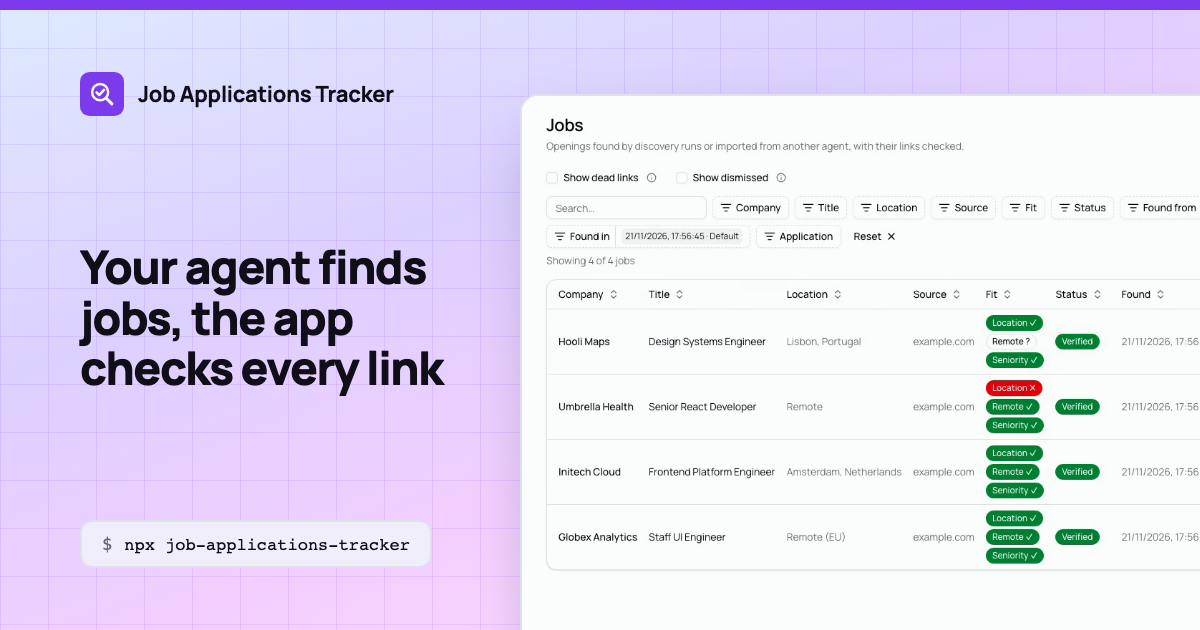 Job Applications Tracker
Your agent finds
jobs, the app
checks every link
$ npx job-applications-tracker
Jobs
Openings found by discovery runs or imported from another agent, with their links checked.
Show dead links Show dismissed
Search... Company Title Location Source Fit Status Found from
Found in 21/11/2026, 17:56:45 · Default Application Reset ✕
Showing 4 of 4 jobs
Company Title Location Source Fit Status Found
Location ✓
Hooli Maps Design Systems Engineer Lisbon, Portugal example.com Remote ? Verified 21/11/2026, 17:56
Seniority ✓
Location ✕
Umbrella Health Senior React Developer Remote example.com Remote ✓ Verified 21/11/2026, 17:56
Seniority ✓
Location ✓
Initech Cloud Frontend Platform Engineer Amsterdam, Netherlands example.com Remote ✓ Verified 21/11/2026, 17:56
Seniority ✓
Location ✓
Globex Analytics Staff UI Engineer Remote (EU) example.com Remote ✓ Verified 21/11/2026, 17:56
Seniority ✓